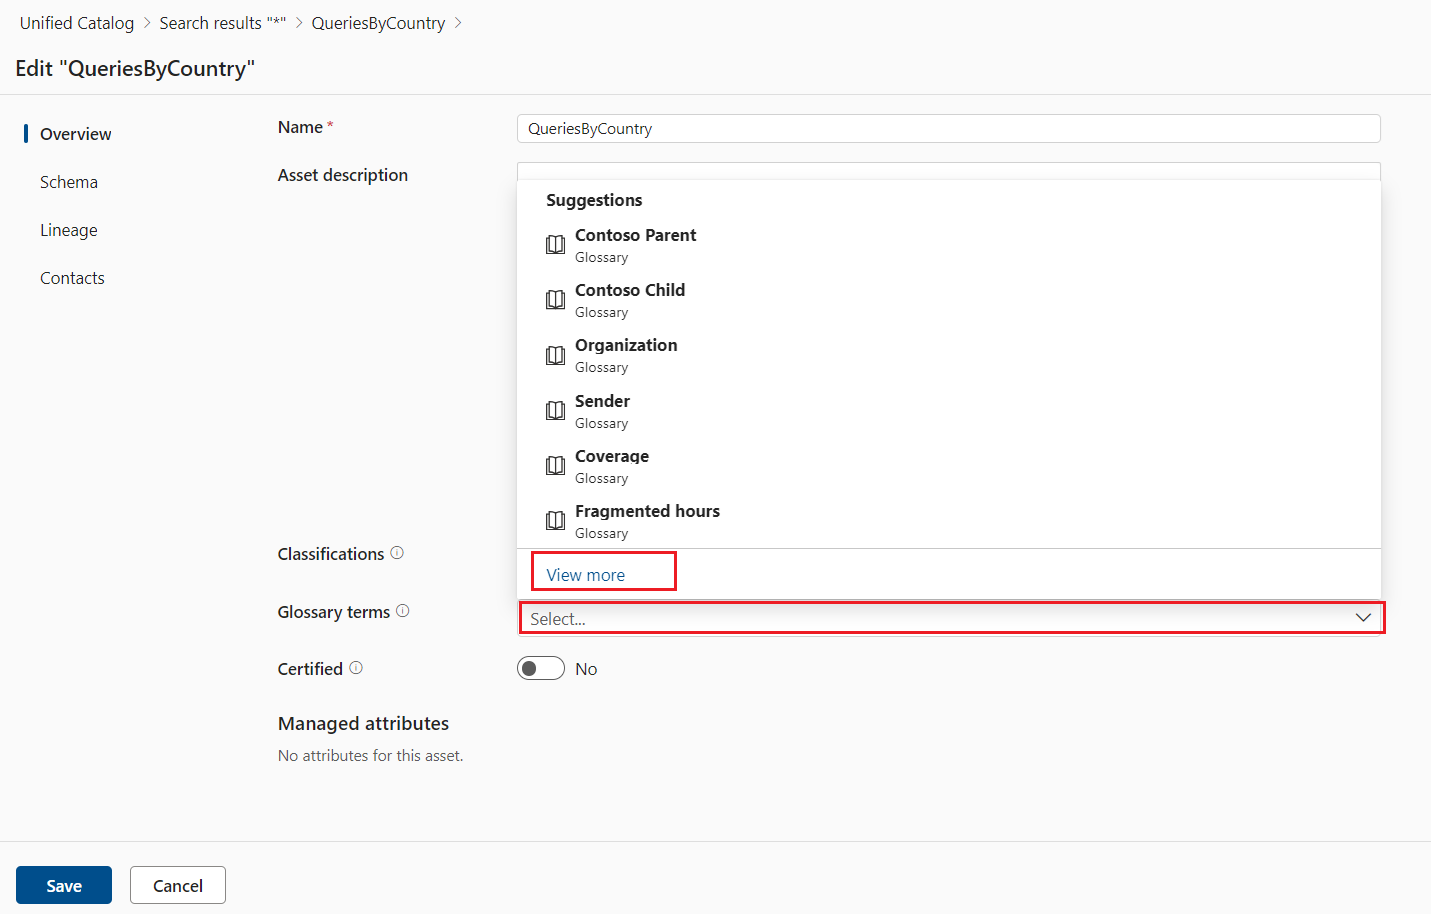 Unified Catalog > Search results "*" > QueriesByCountry >
Edit "QueriesByCountry"
Overview
Schema
Lineage
Contacts
Name *
QueriesByCountry
Asset description
Suggestions
Contoso Parent
Glossary
Contoso Child
Glossary
Organization
Glossary
Sender
Glossary
Coverage
Glossary
Fragmented hours
Glossary
View more
Classifications
Glossary terms
Select...
Certified
No
Managed attributes
No attributes for this asset.
Save
Cancel